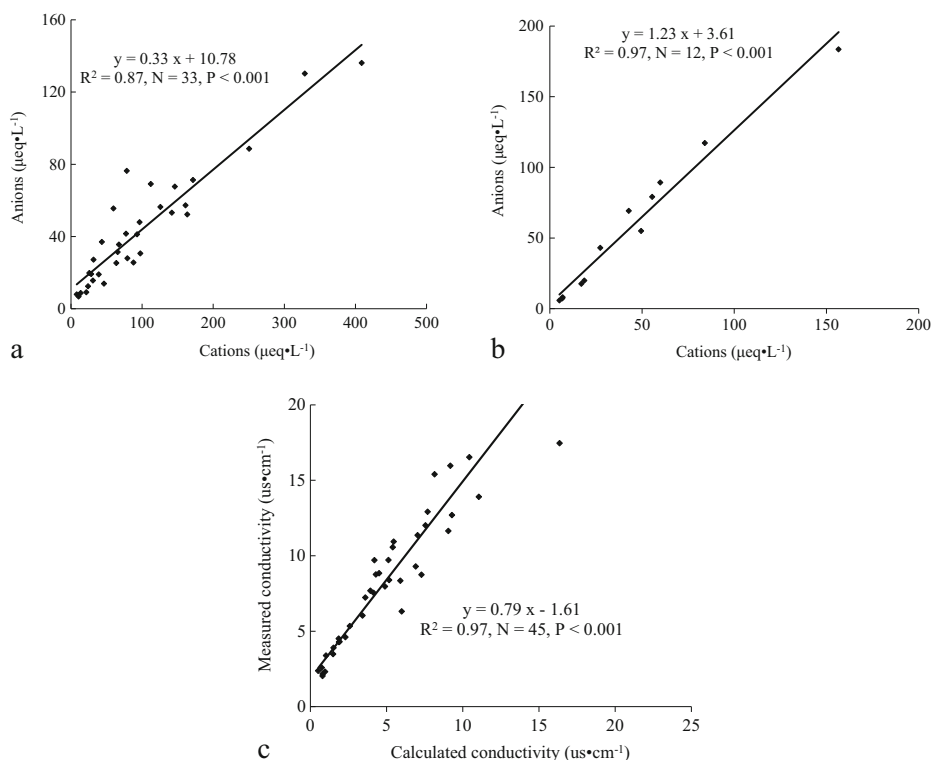 160
120
80
40
0
Anions (μeq•L-1)
y = 0.33 x + 10.78
R2 = 0.87, N = 33, P < 0.001
0 100 200 300 400 500
Cations (μeq•L-1)
a
200
150
100
50
0
Anions (μeq•L-1)
y = 1.23 x + 3.61
R2 = 0.97, N = 12, P < 0.001
0 50 100 150 200
Cations (μeq•L-1)
b
20
15
10
5
0
Measured conductivity (us•cm-1)
y = 0.79 x - 1.61
R2 = 0.97, N = 45, P < 0.001
0 5 10 15 20 25
Calculated conductivity (us•cm-1)
c